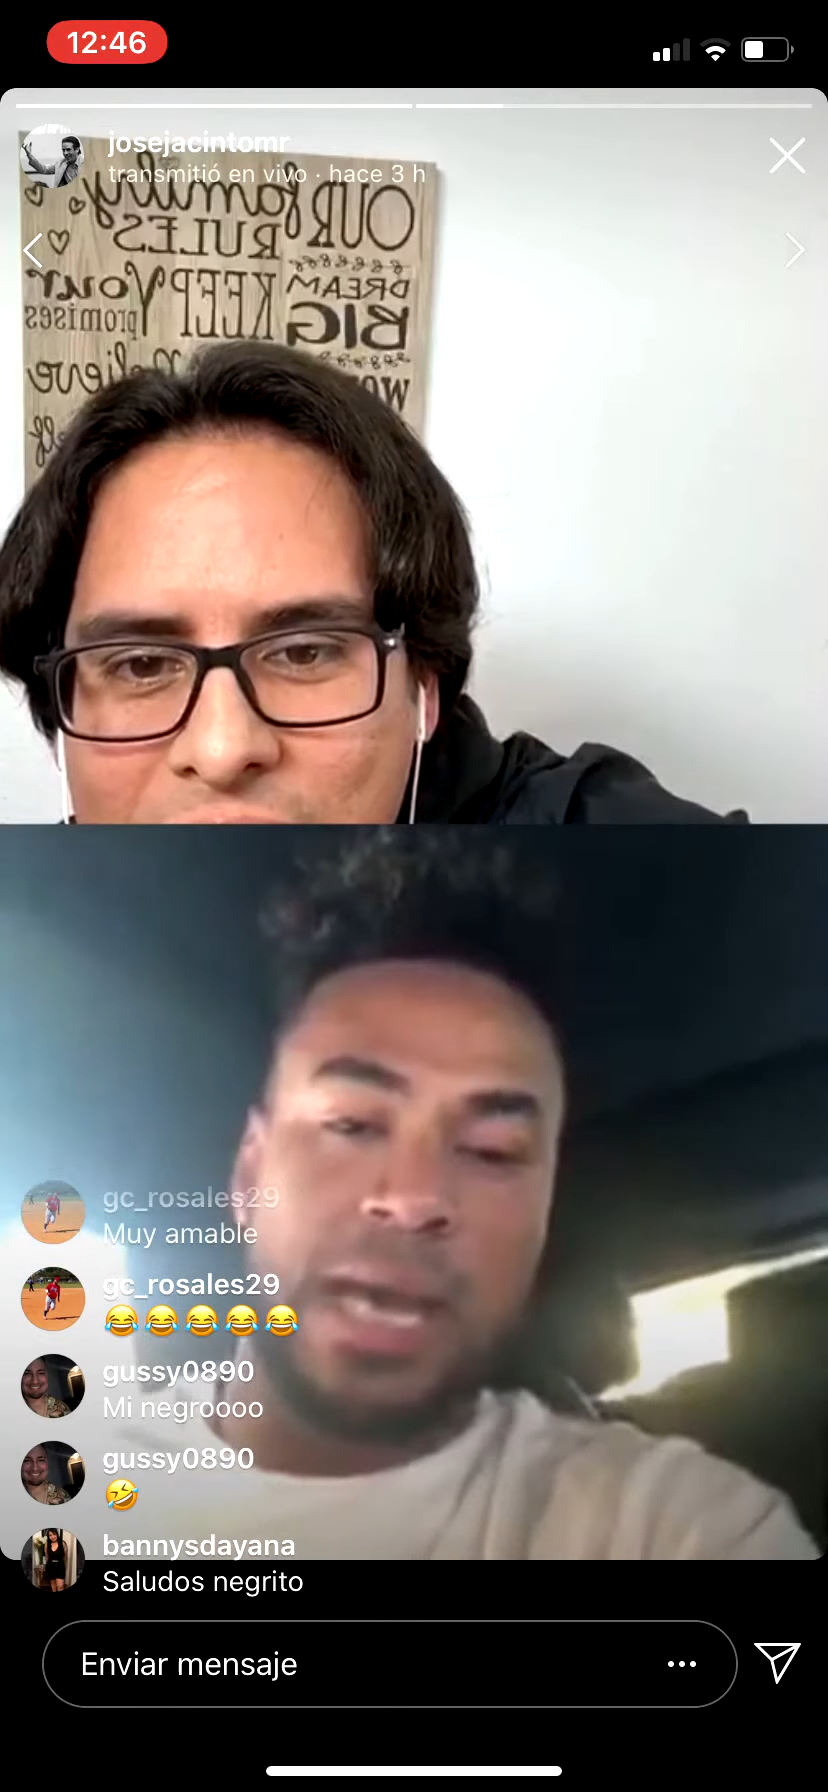 12:46
josejacintomr
transmitió en vivo · hace 3 h
OUR family
RULES
DREAM
BIG
KEEP Your
promises
gc_rosales29
Muy amable
gc_rosales29
😂😂😂😂😂
gussy0890
Mi negroooo
gussy0890
🤣
bannysdayana
Saludos negrito
Enviar mensaje